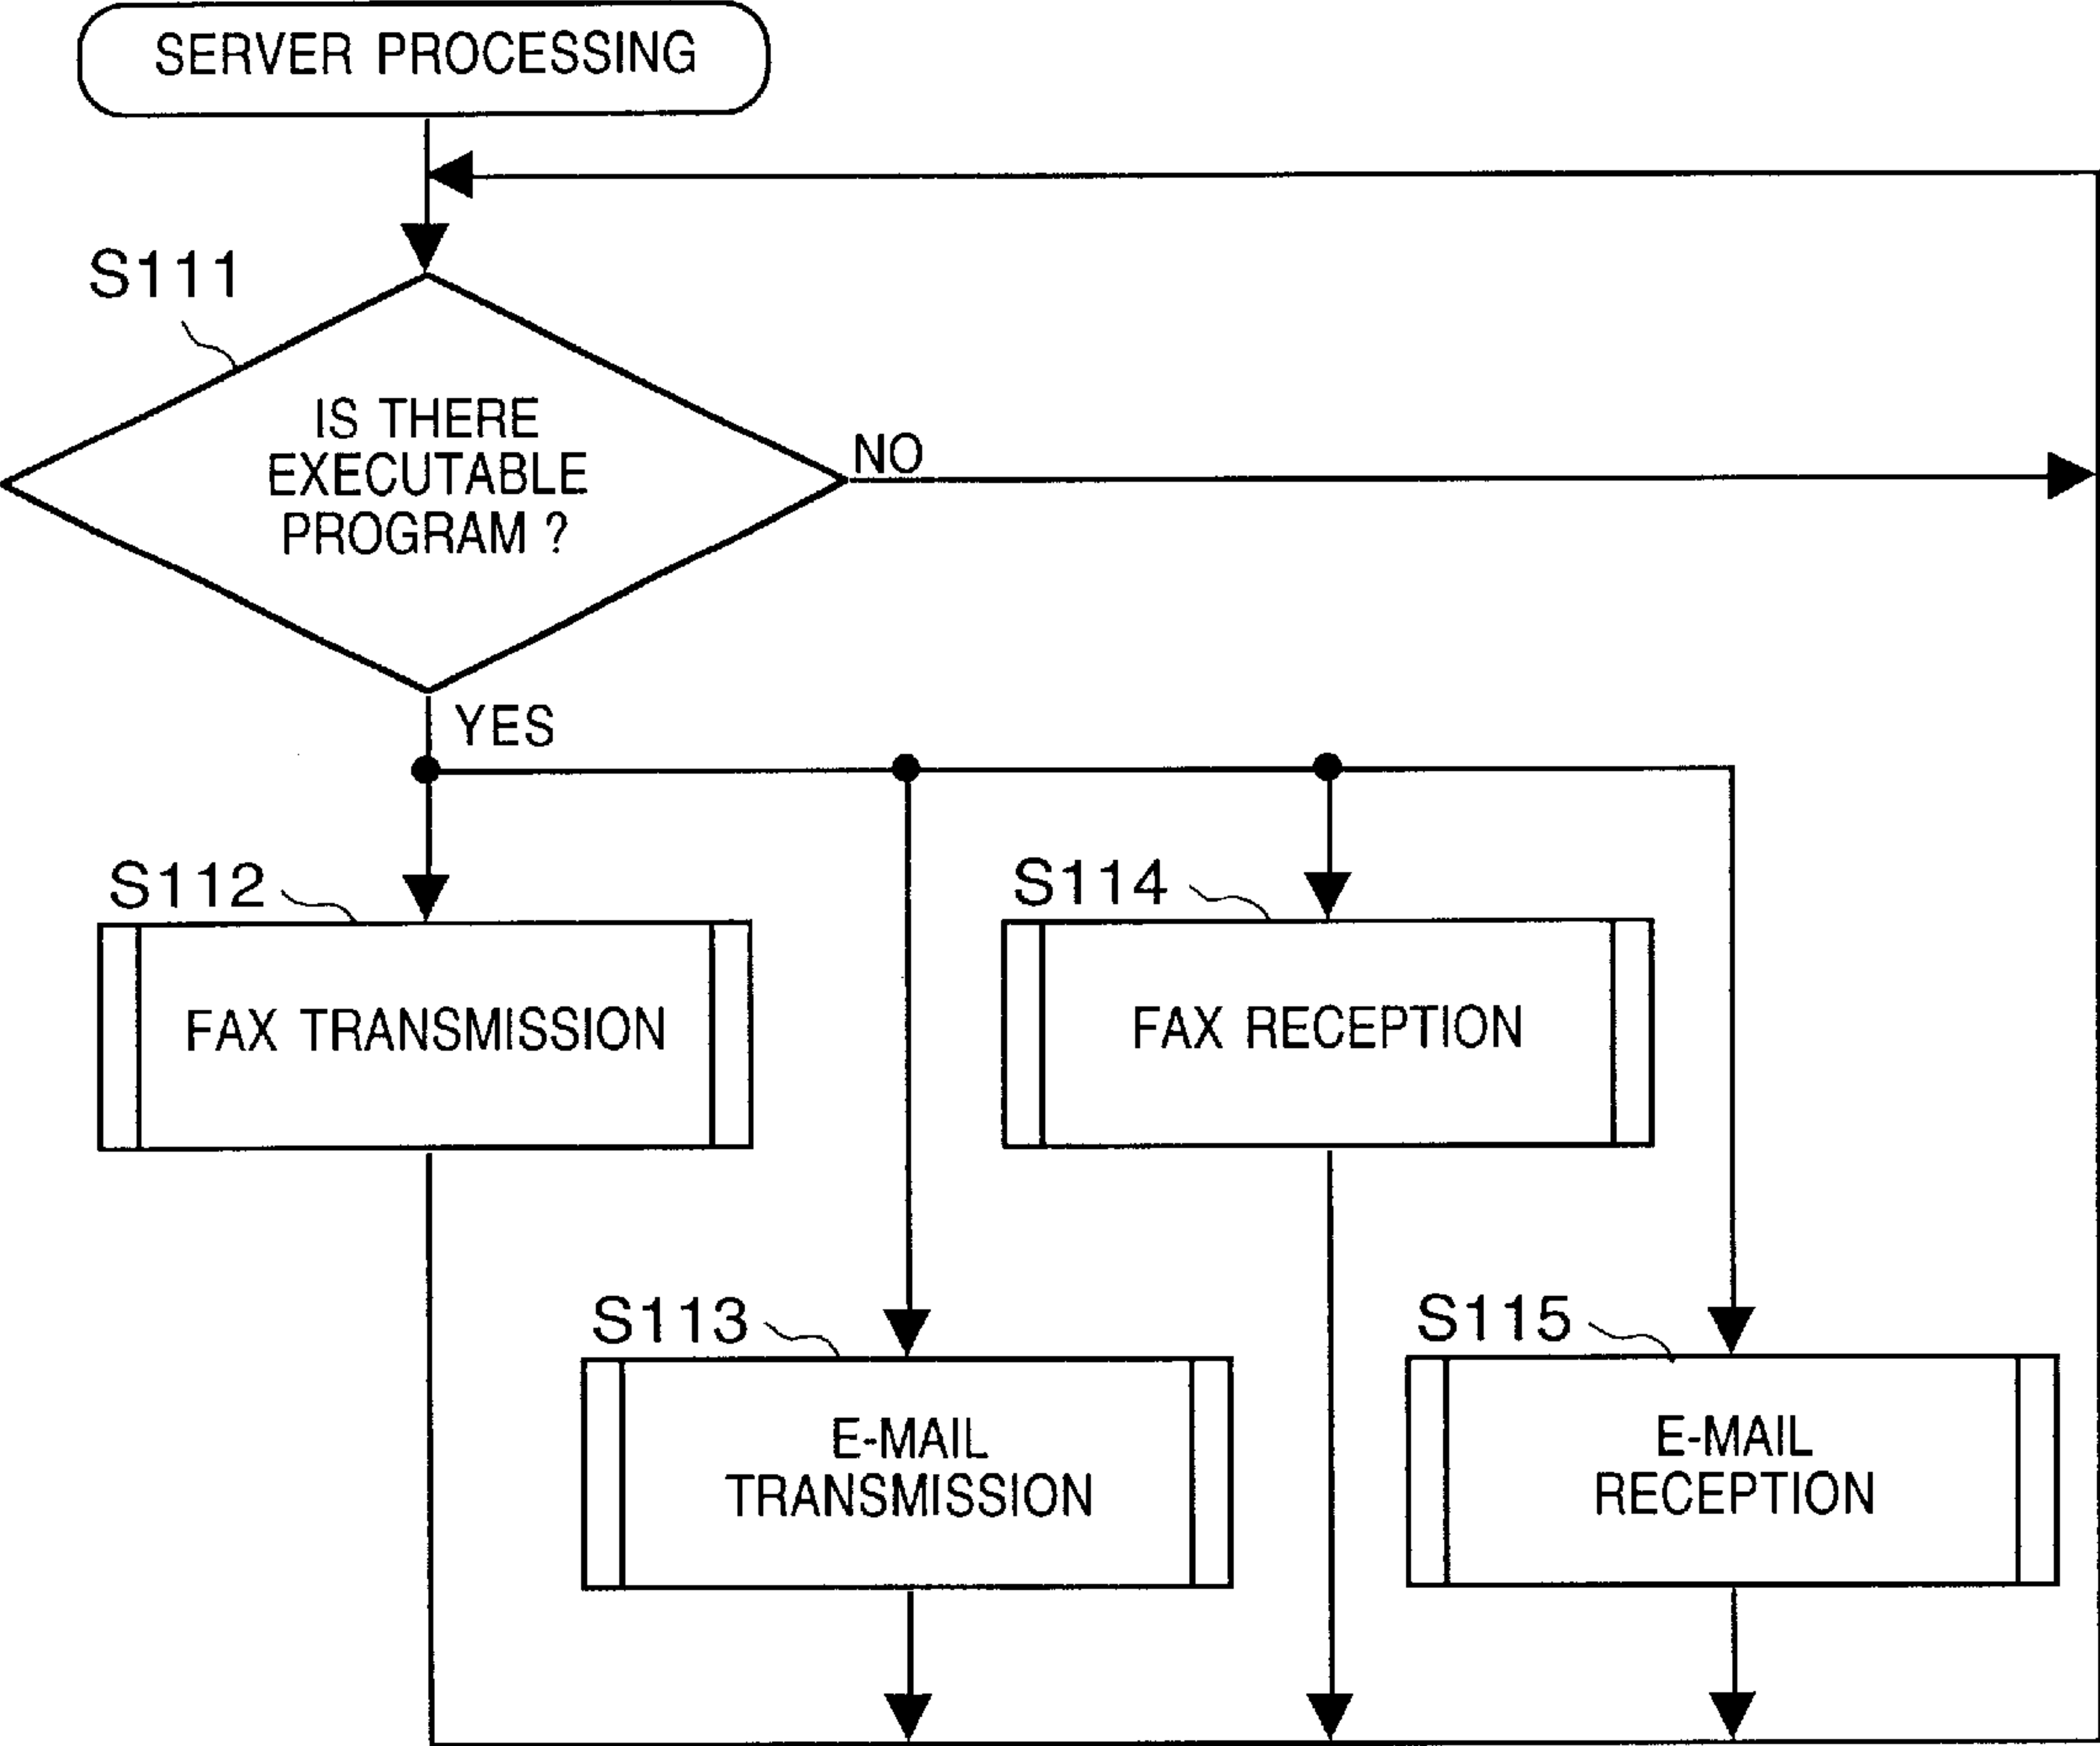 SERVER PROCESSING
S111
IS THERE
EXECUTABLE
PROGRAM ?
NO
YES
S112
FAX TRANSMISSION
S114
FAX RECEPTION
S113
E-MAIL
TRANSMISSION
S115
E-MAIL
RECEPTION